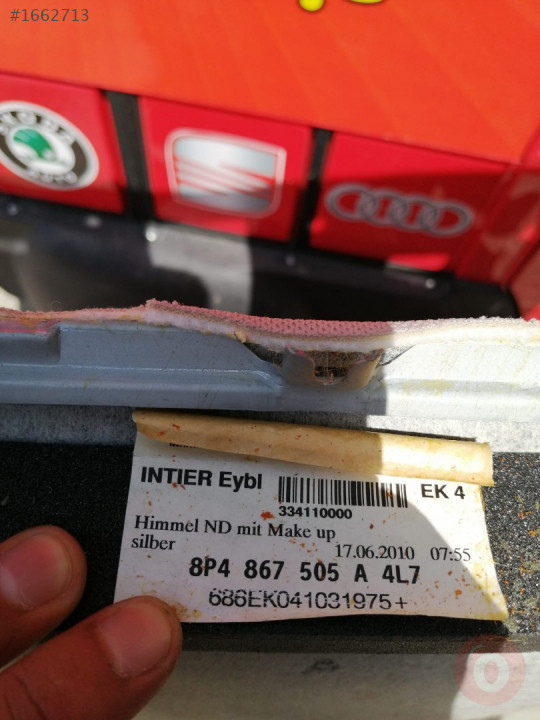 #1662713
INTIER Eybl
334110000
EK 4
Himmel ND mit Make up
silber
17.06.2010 07:55
8P4 867 505 A 4L7
686EK041031975+